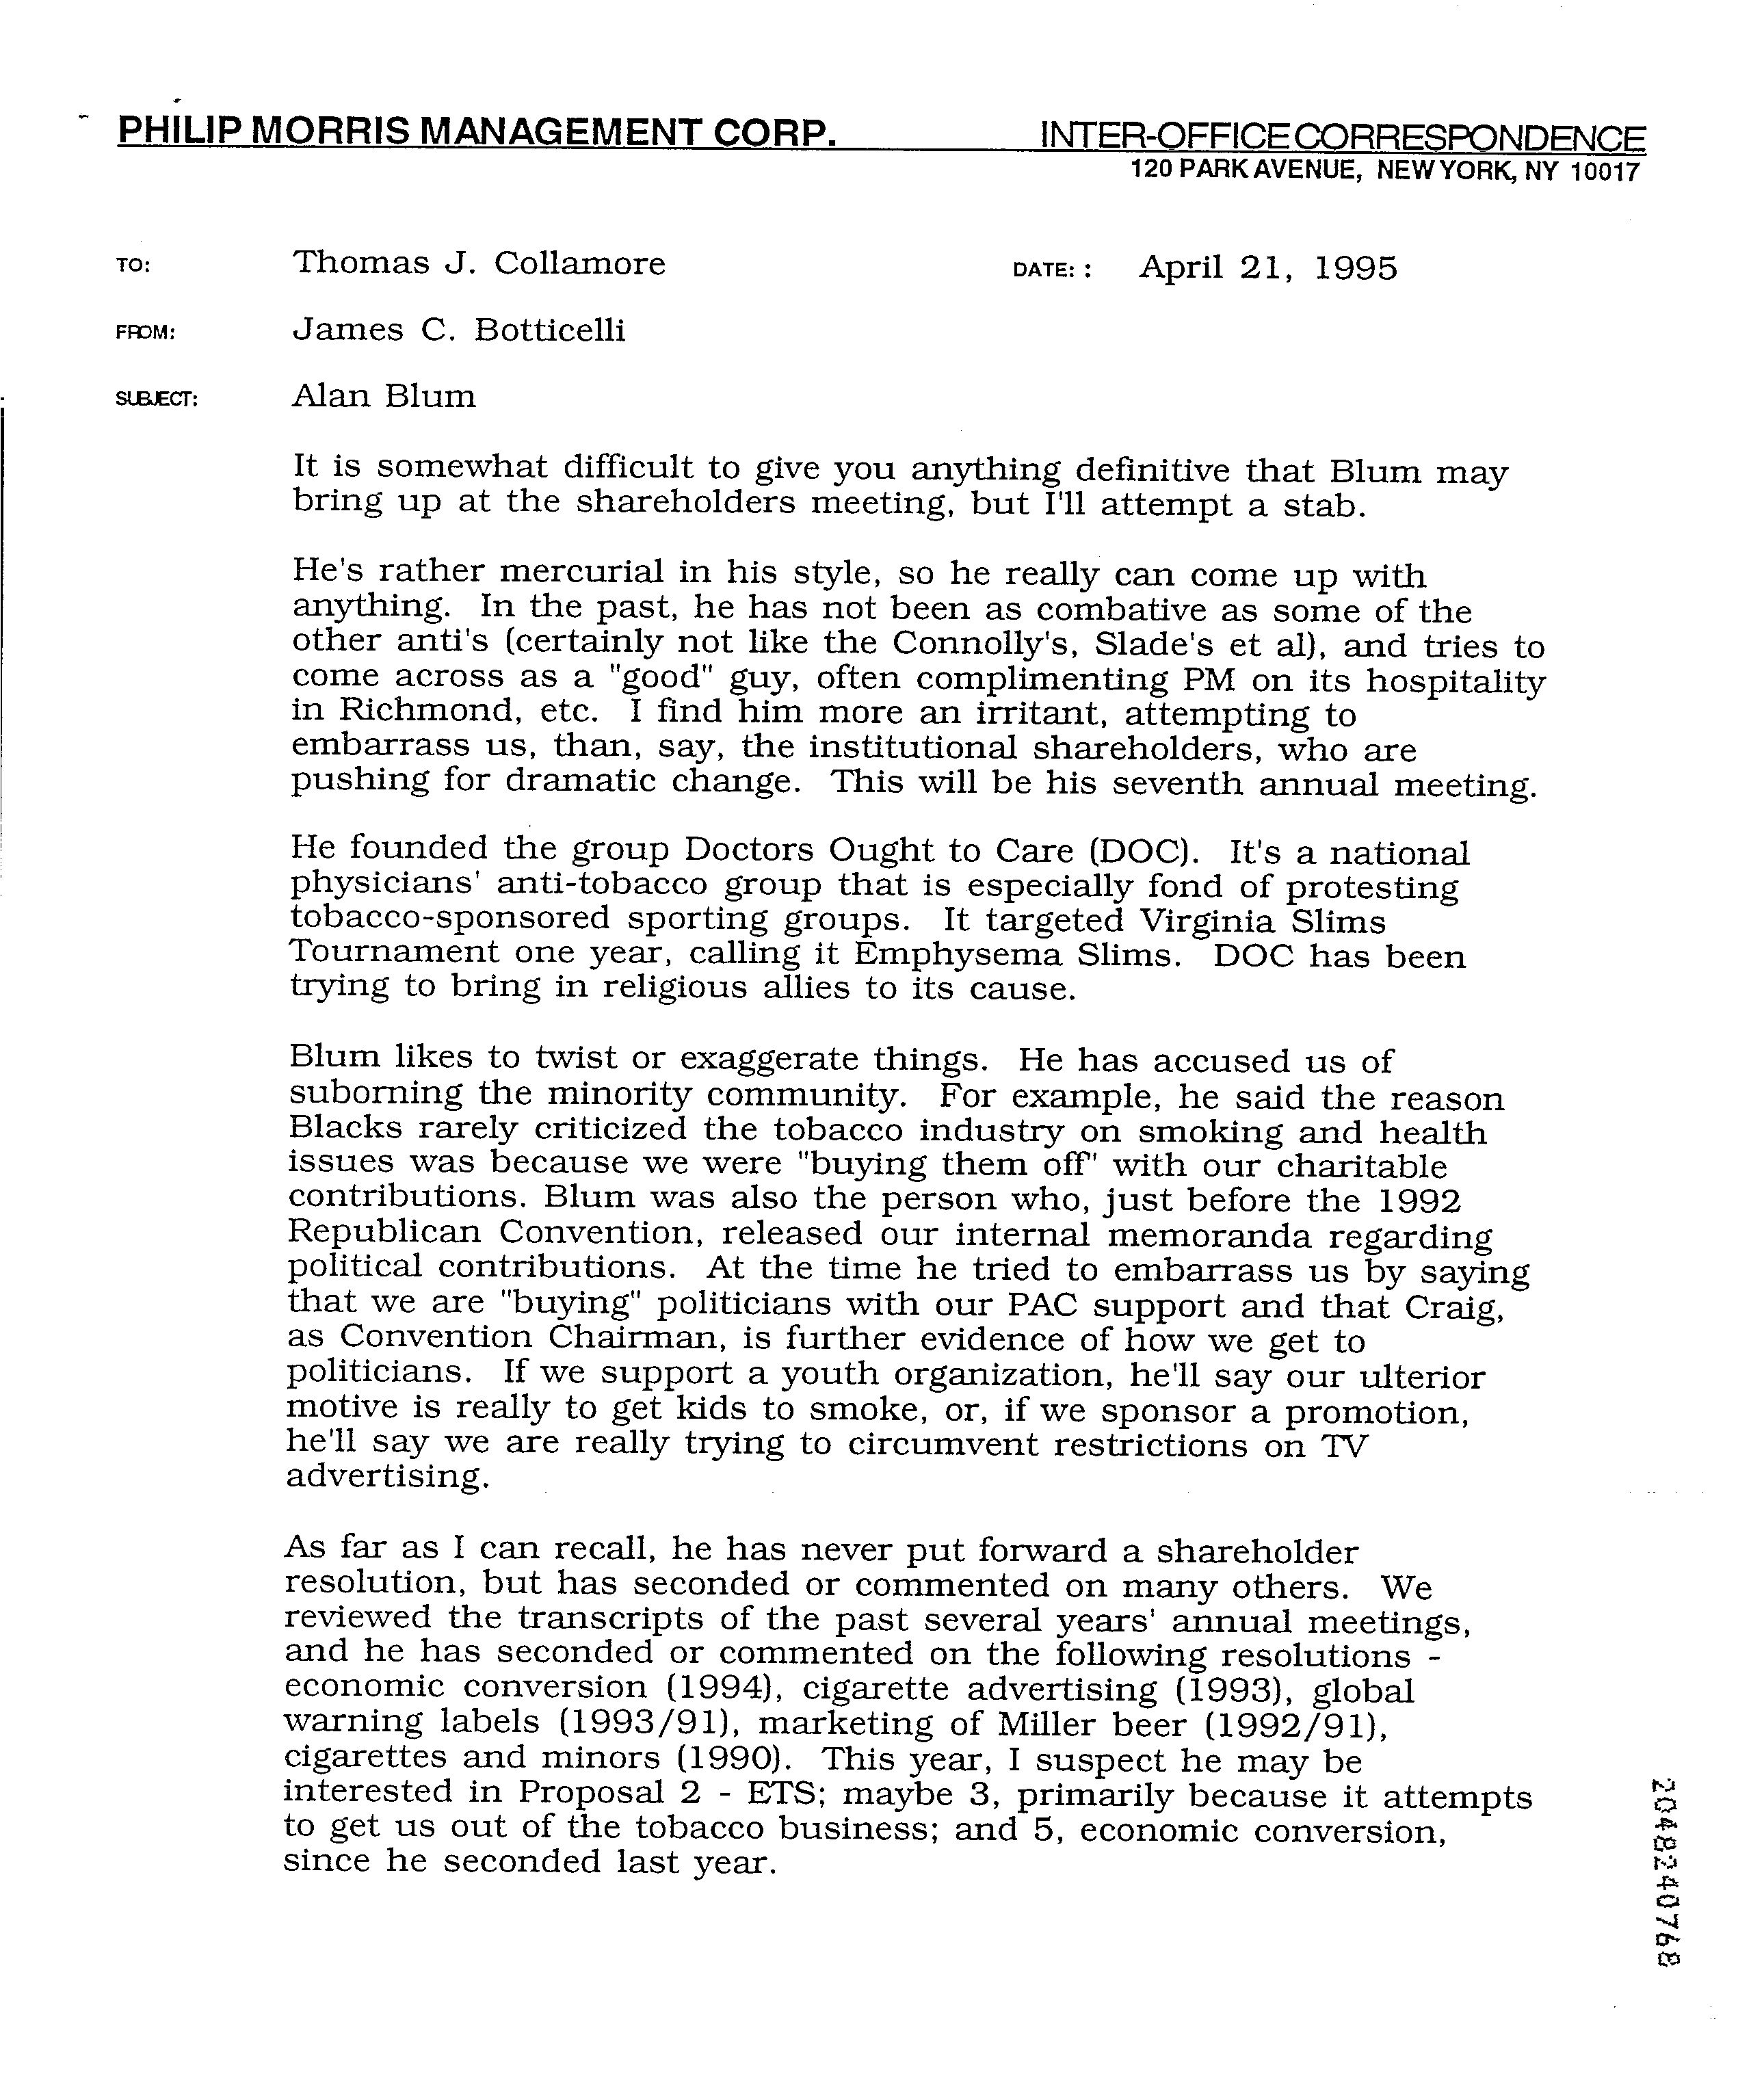 PHILIP MORRIS MANAGEMENT CORP. INTER-OFFICE CORRESPONDENCE
120 PARK AVENUE, NEW YORK, NY 10017
TO: Thomas J. Collamore DATE: : April 21, 1995
FROM: James C. Botticelli
SUBJECT: Alan Blum
It is somewhat difficult to give you anything definitive that Blum may
bring up at the shareholders meeting, but I'll attempt a stab.
He's rather mercurial in his style, so he really can come up with
anything. In the past, he has not been as combative as some of the
other anti's (certainly not like the Connolly's, Slade's et al), and tries to
come across as a "good" guy, often complimenting PM on its hospitality
in Richmond, etc. I find him more an irritant, attempting to
embarrass us, than, say, the institutional shareholders, who are
pushing for dramatic change. This will be his seventh annual meeting.
He founded the group Doctors Ought to Care (DOC). It's a national
physicians' anti-tobacco group that is especially fond of protesting
tobacco-sponsored sporting groups. It targeted Virginia Slims
Tournament one year, calling it Emphysema Slims. DOC has been
trying to bring in religious allies to its cause.
Blum likes to twist or exaggerate things. He has accused us of
suborning the minority community. For example, he said the reason
Blacks rarely criticized the tobacco industry on smoking and health
issues was because we were "buying them off" with our charitable
contributions. Blum was also the person who, just before the 1992
Republican Convention, released our internal memoranda regarding
political contributions. At the time he tried to embarrass us by saying
that we are "buying" politicians with our PAC support and that Craig,
as Convention Chairman, is further evidence of how we get to
politicians. If we support a youth organization, he'll say our ulterior
motive is really to get kids to smoke, or, if we sponsor a promotion,
he'll say we are really trying to circumvent restrictions on TV
advertising.
As far as I can recall, he has never put forward a shareholder
resolution, but has seconded or commented on many others. We
reviewed the transcripts of the past several years' annual meetings,
and he has seconded or commented on the following resolutions -
economic conversion (1994), cigarette advertising (1993), global
warning labels (1993/91), marketing of Miller beer (1992/91),
cigarettes and minors (1990). This year, I suspect he may be
interested in Proposal 2 - ETS; maybe 3, primarily because it attempts
to get us out of the tobacco business; and 5, economic conversion,
since he seconded last year.
2048240768